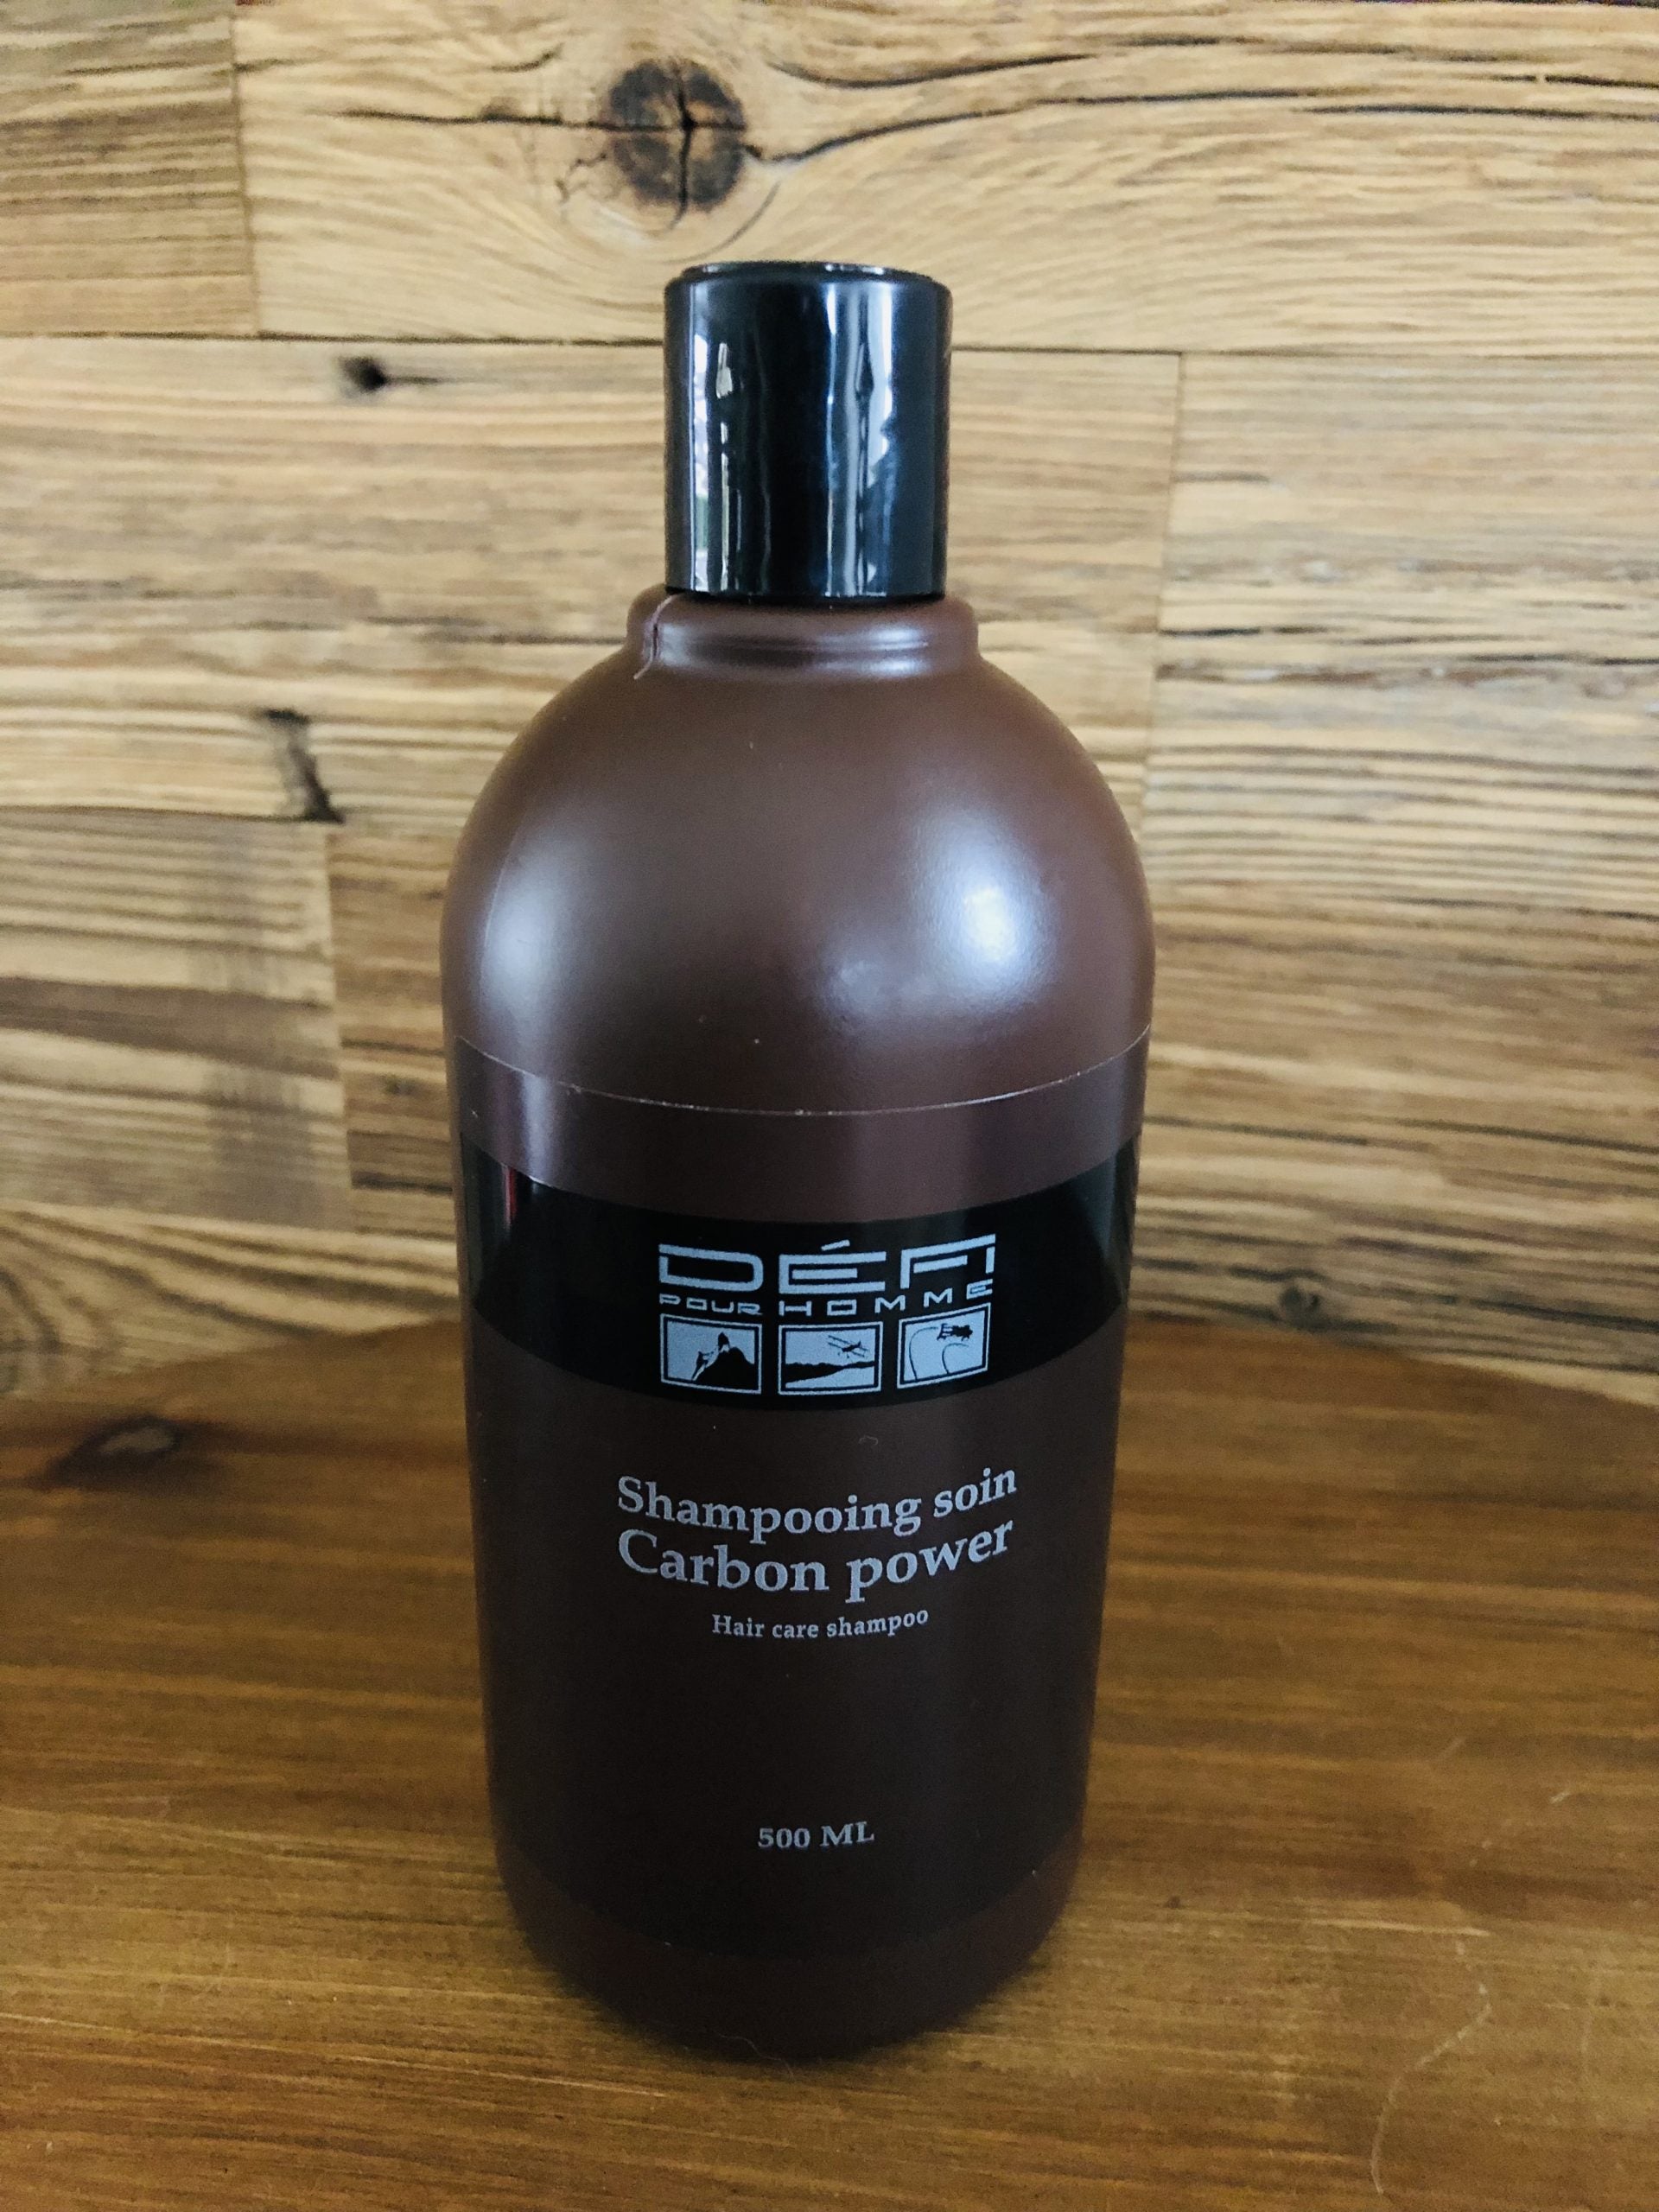 DÉFI
POUR HOMME
Shampooing soin
Carbon power
Hair care shampoo
500 ML